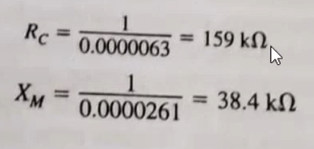 R_C = 1/0.0000063 = 159 kΩ
X_M = 1/0.0000261 = 38.4 kΩ